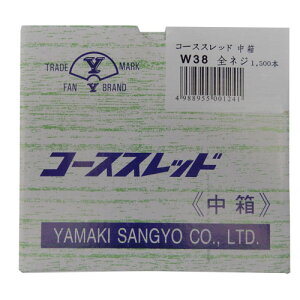 コーススレッド 中箱
W38 全ネジ 1,500本
4 988955 001241
TRADE Y MARK
FAN Y BRAND
コーススレッド
《中箱》
YAMAKI SANGYO CO., LTD.